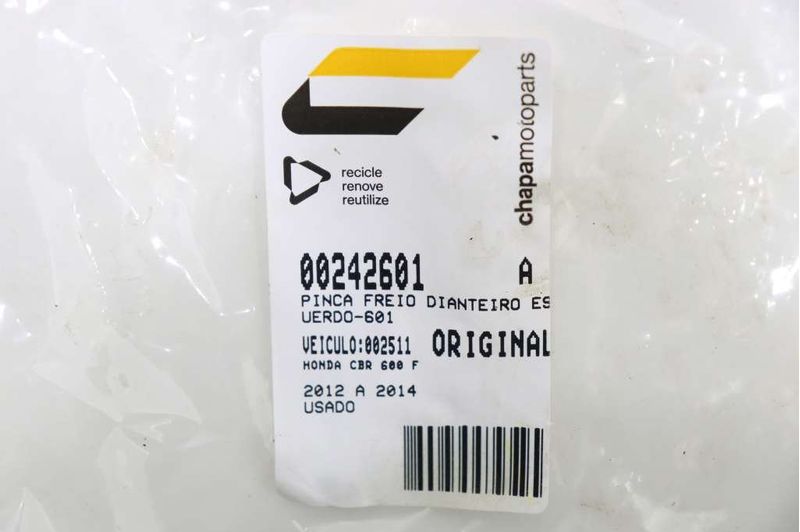 chapamotoparts
recicle
renove
reutilize
00242601 A
PINCA FREIO DIANTEIRO ES
UERDO-601
VEICULO:002511 ORIGINAL
HONDA CBR 600 F
2012 A 2014
USADO